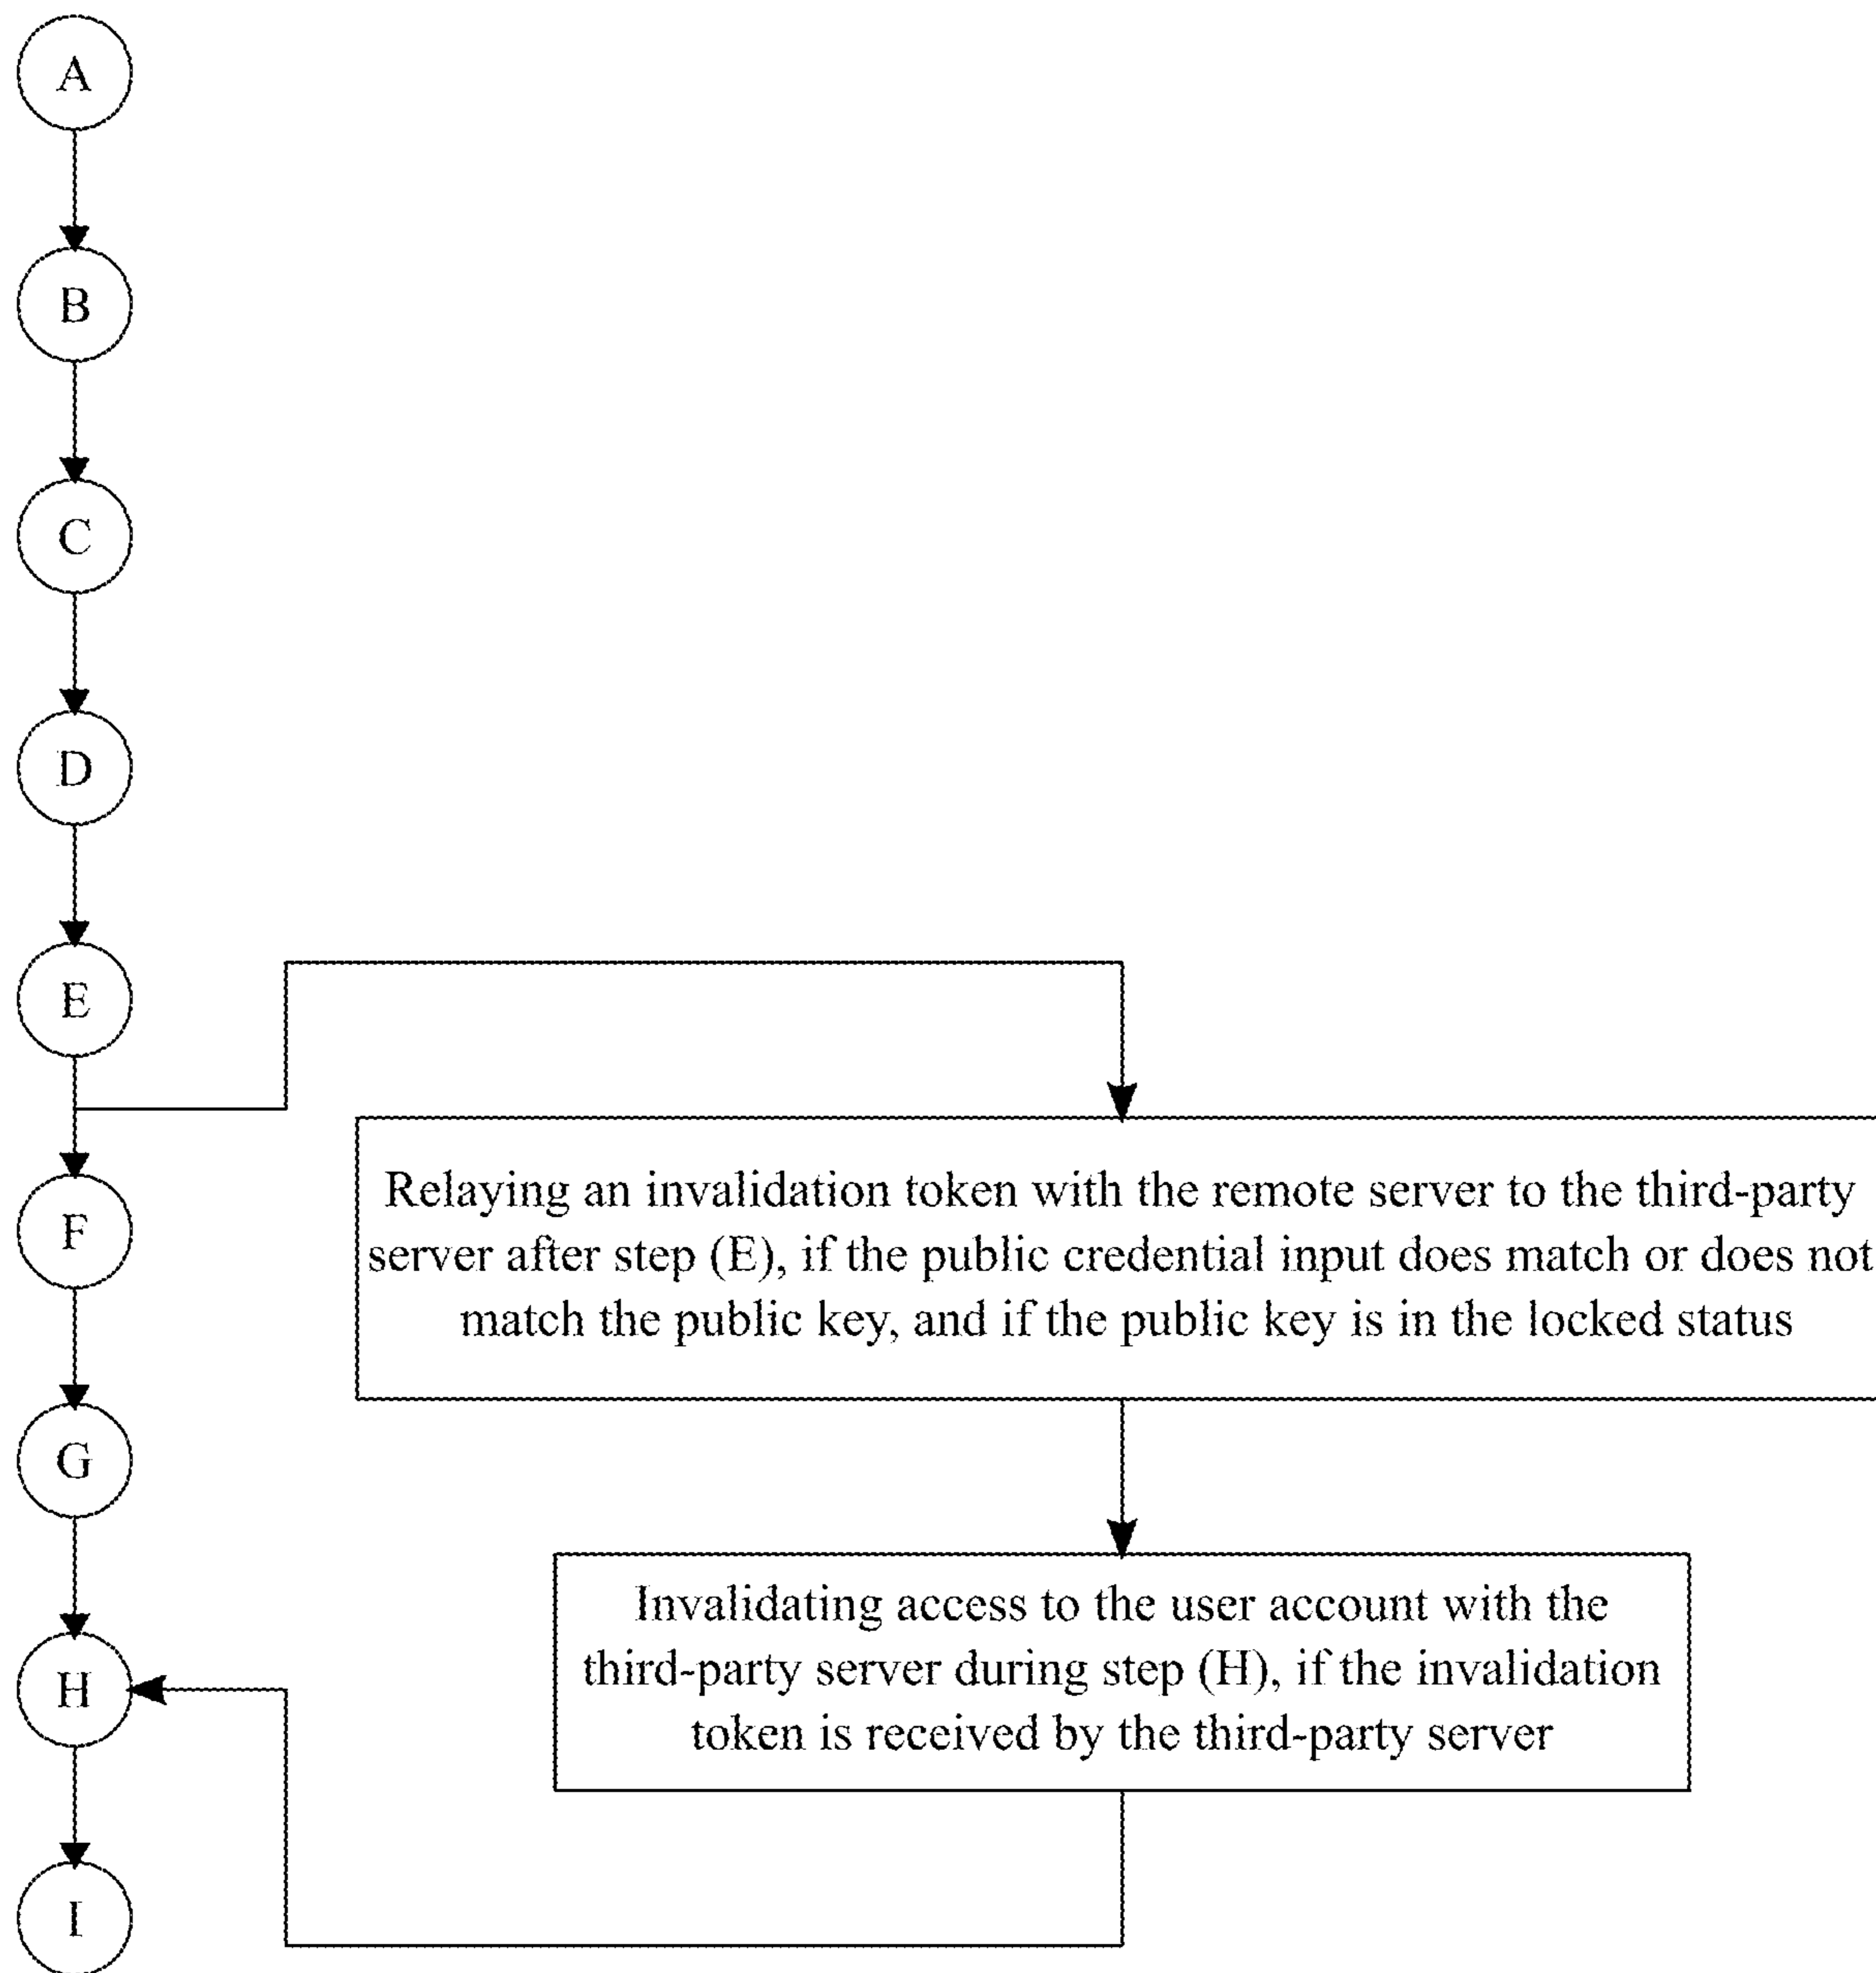 A
B
C
D
E
F
G
H
I
Relaying an invalidation token with the remote server to the third-party
server after step (E), if the public credential input does match or does not
match the public key, and if the public key is in the locked status
Invalidating access to the user account with the
third-party server during step (H), if the invalidation
token is received by the third-party server